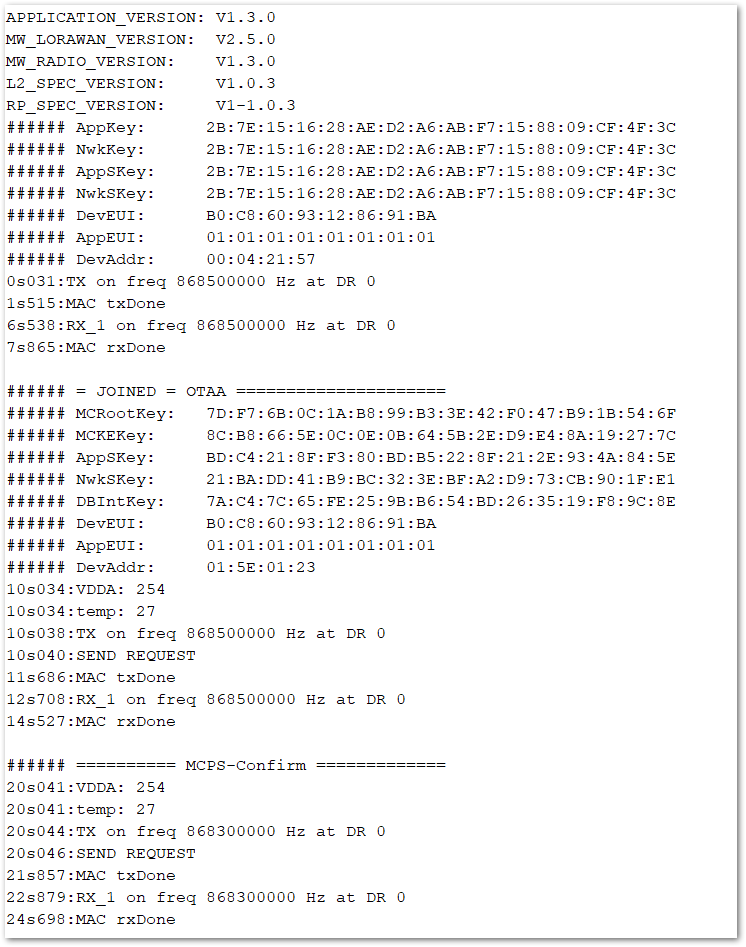 APPLICATION_VERSION: V1.3.0
MW_LORAWAN_VERSION:  V2.5.0
MW_RADIO_VERSION:    V1.3.0
L2_SPEC_VERSION:     V1.0.3
RP_SPEC_VERSION:     V1-1.0.3
###### AppKey:      2B:7E:15:16:28:AE:D2:A6:AB:F7:15:88:09:CF:4F:3C
###### NwkKey:      2B:7E:15:16:28:AE:D2:A6:AB:F7:15:88:09:CF:4F:3C
###### AppSKey:     2B:7E:15:16:28:AE:D2:A6:AB:F7:15:88:09:CF:4F:3C
###### NwkSKey:     2B:7E:15:16:28:AE:D2:A6:AB:F7:15:88:09:CF:4F:3C
###### DevEUI:      B0:C8:60:93:12:86:91:BA
###### AppEUI:      01:01:01:01:01:01:01:01
###### DevAddr:     00:04:21:57
0s031:TX on freq 868500000 Hz at DR 0
1s515:MAC txDone
6s538:RX_1 on freq 868500000 Hz at DR 0
7s865:MAC rxDone

###### = JOINED = OTAA =====================
###### MCRootKey:   7D:F7:6B:0C:1A:B8:99:B3:3E:42:F0:47:B9:1B:54:6F
###### MCKEKey:     8C:B8:66:5E:0C:0E:0B:64:5B:2E:D9:E4:8A:19:27:7C
###### AppSKey:     BD:C4:21:8F:F3:80:BD:B5:22:8F:21:2E:93:4A:84:5E
###### NwkSKey:     21:BA:DD:41:B9:BC:32:3E:BF:A2:D9:73:CB:90:1F:E1
###### DBIntKey:    7A:C4:7C:65:FE:25:9B:B6:54:BD:26:35:19:F8:9C:8E
###### DevEUI:      B0:C8:60:93:12:86:91:BA
###### AppEUI:      01:01:01:01:01:01:01:01
###### DevAddr:     01:5E:01:23
10s034:VDDA: 254
10s034:temp: 27
10s038:TX on freq 868500000 Hz at DR 0
10s040:SEND REQUEST
11s686:MAC txDone
12s708:RX_1 on freq 868500000 Hz at DR 0
14s527:MAC rxDone

###### ========== MCPS-Confirm =============
20s041:VDDA: 254
20s041:temp: 27
20s044:TX on freq 868300000 Hz at DR 0
20s046:SEND REQUEST
21s857:MAC txDone
22s879:RX_1 on freq 868300000 Hz at DR 0
24s698:MAC rxDone